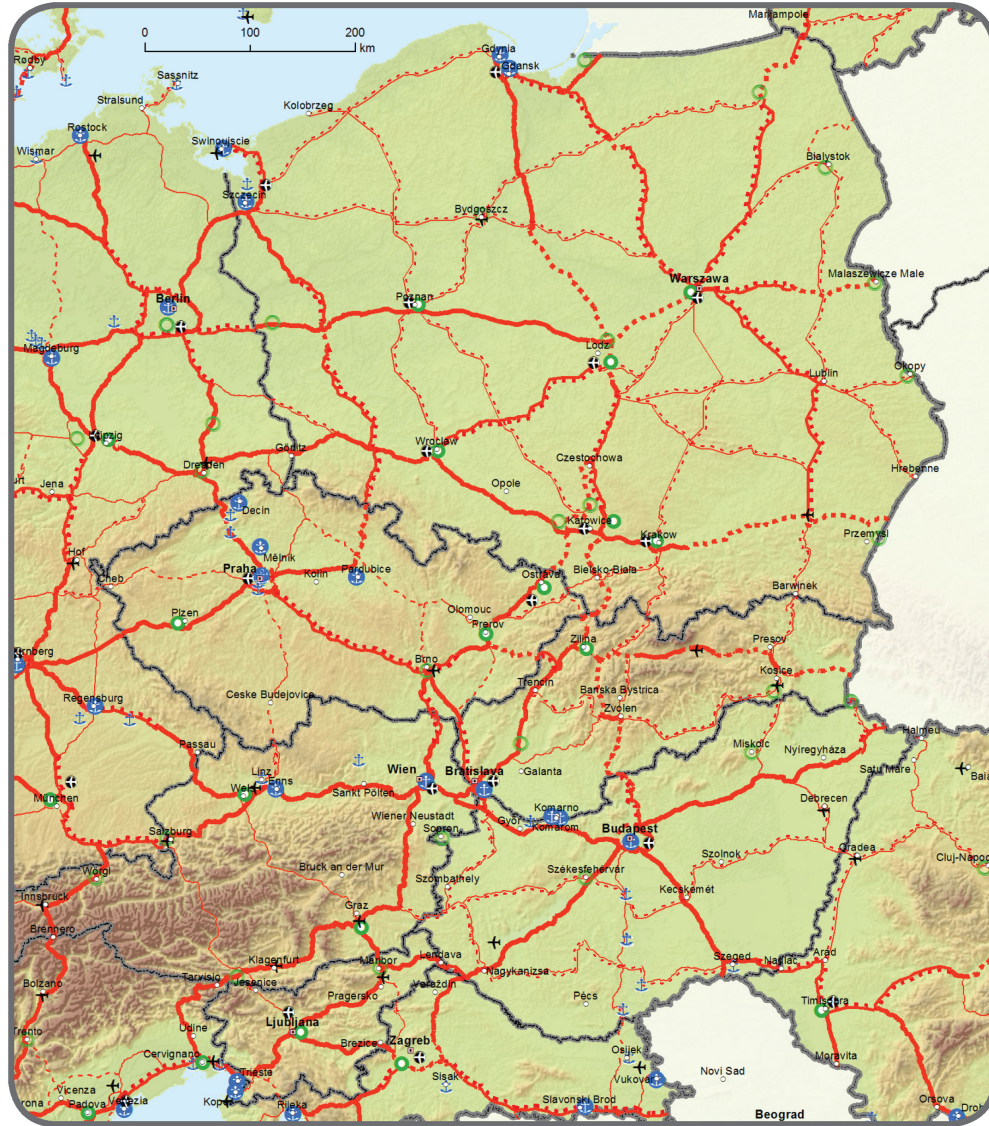 Marijampole
0 100 200
km
Rødby
Gdynia
Gdansk
Sassnitz
Stralsund
Kolobrzeg
Rostock
Swinoujscie
Wismar
Bialystok
Szczecin
Bydgoszcz
Warszawa
Malaszewicze Male
Berlin
Poznan
Magdeburg
Lodz
Okopy
Lublin
Leipzig
Wroclaw
Görlitz
Dresden
Czestochowa
Hrebenne
Jena
Opole
Decin
Katowice
Krakow
Przemysl
Hof
Mělník
Cheb
Praha
Kolin
Pardubice
Ostrava
Bielsko-Biala
Barwinek
Plzen
Olomouc
Prerov
Zilina
Presov
Nürnberg
Brno
Kosice
Regensburg
Ceske Budejovice
Trencin
Banska Bystrica
Zvolen
Halmeu
Passau
Miskolc
Nyíregyháza
Satu Mare
Linz
Wien
Bratislava
Galanta
Wels
Enns
Sankt Pölten
München
Debrecen
Komarno
Wiener Neustadt
Györ
Komarom
Salzburg
Sopron
Budapest
Oradea
Wörgl
Bruck an der Mur
Szolnok
Szombathely
Székesfehérvár
Kecskemét
Innsbruck
Graz
Brennero
Klagenfurt
Maribor
Lendava
Szeged
Nadlac
Arad
Tarvisio
Nagykanizsa
Bolzano
Jesenice
Pragersko
Vareždin
Pécs
Timisoara
Ljubljana
Udine
Trento
Brezice
Zagreb
Cervignano
Osijek
Moravita
Trieste
Sisak
Vukovar
Novi Sad
Vicenza
Koper
Padova
Venezia
Rijeka
Slavonski Brod
Beograd
Orsova